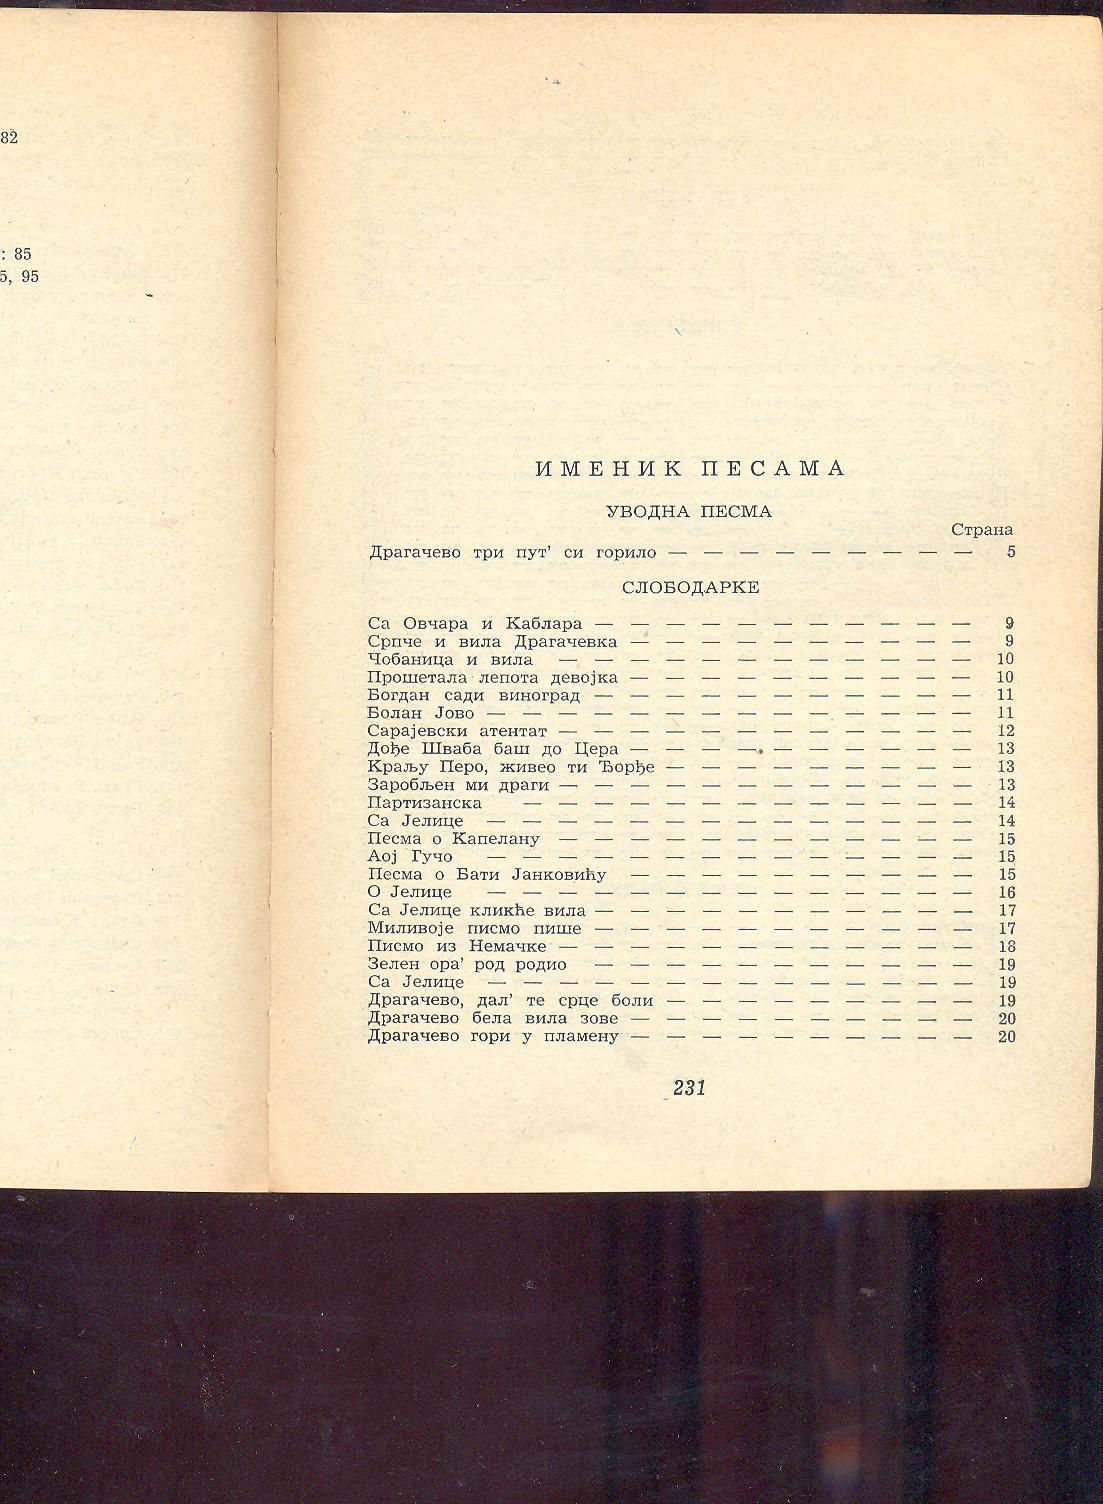 82
: 85
5, 95
ИМЕНИК ПЕСАМА
УВОДНА ПЕСМА
Страна
Драгачево три пут' си горило — — — — — — — — — 5
СЛОБОДАРКЕ
Са Овчара и Каблара — — — — — — — — — — — 9
Српче и вила Драгачевка — — — — — — — — — — 9
Чобаница и вила — — — — — — — — — — — — 10
Прошетала лепота девојка — — — — — — — — — — 10
Богдан сади виноград — — — — — — — — — — — 11
Болан Јово — — — — — — — — — — — — — — 11
Сарајевски атентат — — — — — — — — — — — — 12
Дође Шваба баш до Цера — — — — — — — — — — 13
Краљу Перо, живео ти Ђорђе — — — — — — — — — 13
Заробљен ми драги — — — — — — — — — — — — 13
Партизанска — — — — — — — — — — — — — 14
Са Јелице — — — — — — — — — — — — — — 14
Песма о Капелану — — — — — — — — — — — — 15
Аој Гучо — — — — — — — — — — — — — — 15
Песма о Бати Јанковићу — — — — — — — — — — 15
О Јелице — — — — — — — — — — — — — — 16
Са Јелице кликће вила — — — — — — — — — — — 17
Миливоје писмо пише — — — — — — — — — — — 17
Писмо из Немачке — — — — — — — — — — — — 18
Зелен ора' род родио — — — — — — — — — — — 19
Са Јелице — — — — — — — — — — — — — — 19
Драгачево, дал' те срце боли — — — — — — — — — 19
Драгачево бела вила зове — — — — — — — — — — 20
Драгачево гори у пламену — — — — — — — — — — 20
231